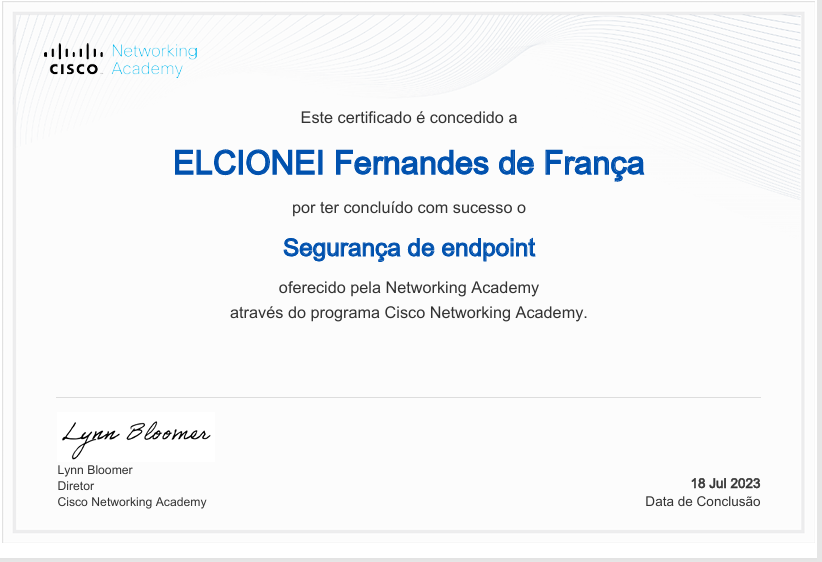 CISCO
Networking
Academy
Este certificado é concedido a
ELCIONEI Fernandes de França
por ter concluído com sucesso o
Segurança de endpoint
oferecido pela Networking Academy
através do programa Cisco Networking Academy.
Lynn Bloomer
Lynn Bloomer
Diretor
Cisco Networking Academy
18 Jul 2023
Data de Conclusão